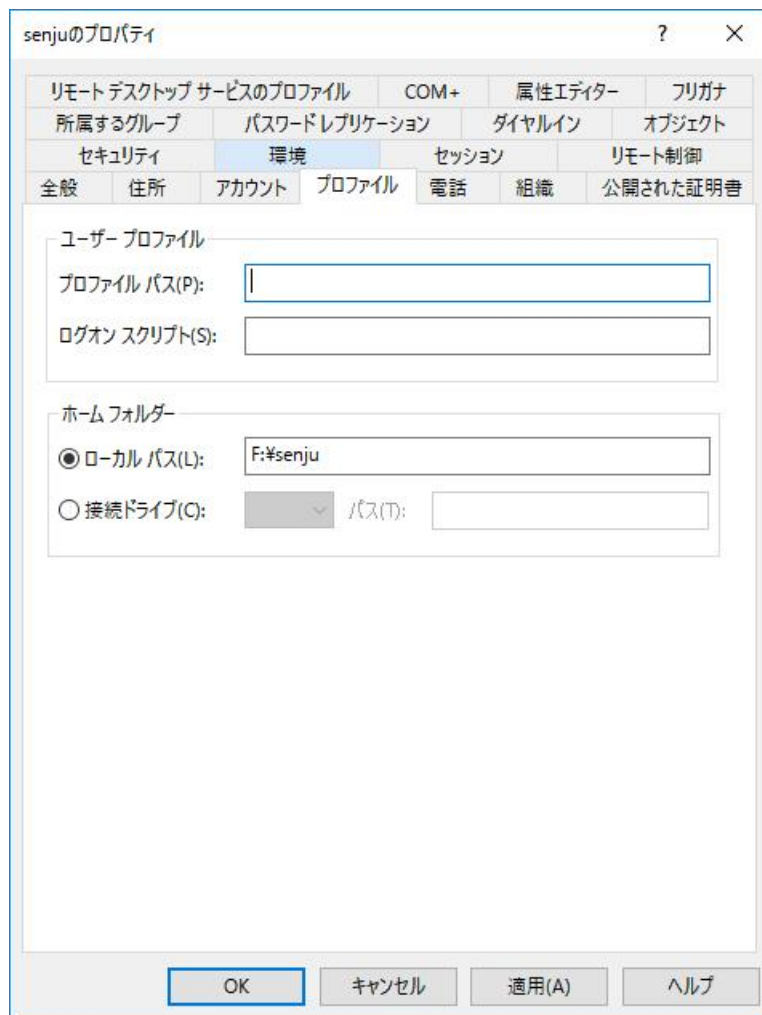 senjuのプロパティ ?
リモート デスクトップ サービスのプロファイル COM+ 属性エディター フリガナ
所属するグループ パスワード レプリケーション ダイヤルイン オブジェクト
セキュリティ 環境 セッション リモート制御
全般 住所 アカウント プロファイル 電話 組織 公開された証明書
ユーザー プロファイル
プロファイル パス(P):
ログオン スクリプト(S):
ホーム フォルダー
ローカル パス(L): F:¥senju
接続ドライブ(C): パス(T):
OK キャンセル 適用(A) ヘルプ